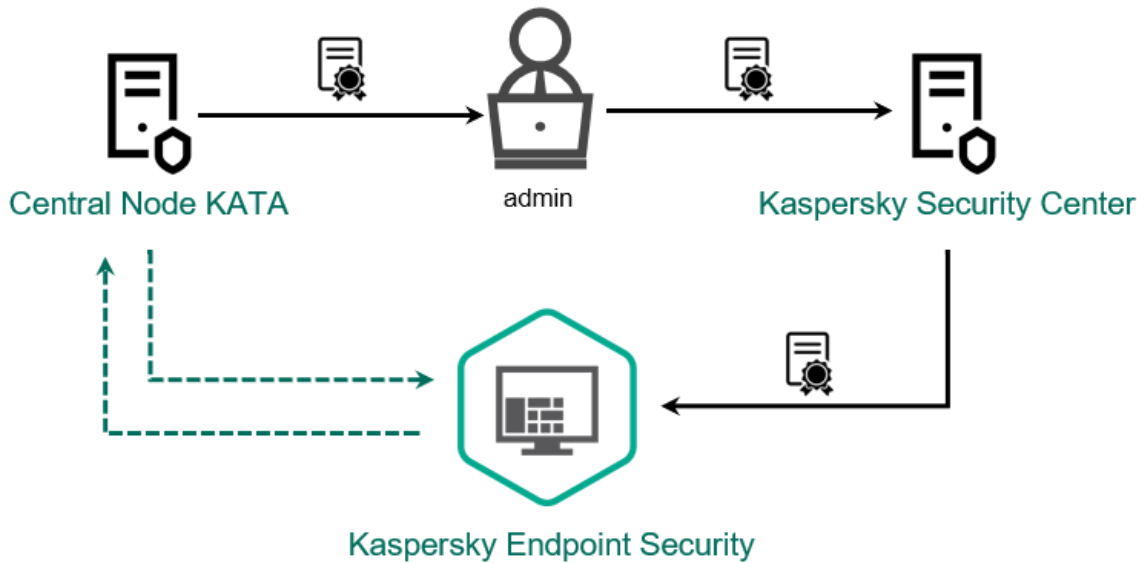 admin
Central Node KATA
Kaspersky Security Center
Kaspersky Endpoint Security